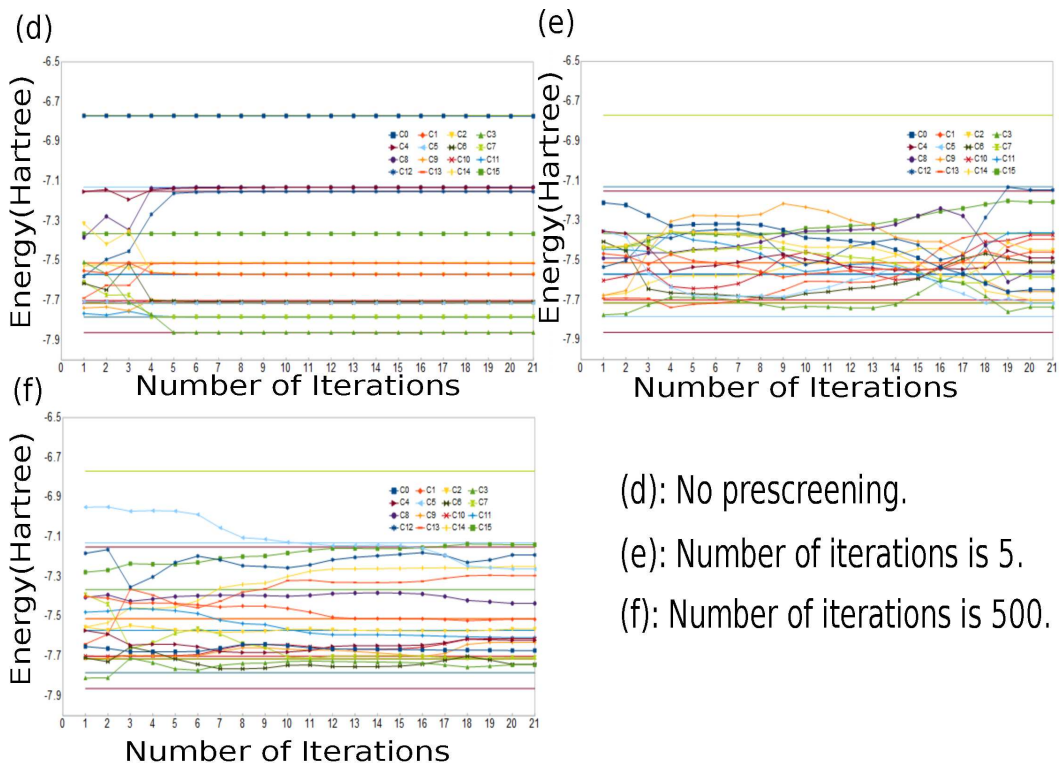 (d)
(e)
-6.5
-6.7
-6.9
-7.1
-7.3
-7.5
-7.7
-7.9
Energy(Hartree)
C0 C1 C2 C3
C4 C5 C6 C7
C8 C9 C10 C11
C12 C13 C14 C15
0 1 2 3 4 5 6 7 8 9 10 11 12 13 14 15 16 17 18 19 20 21
Number of Iterations
-6.5
-6.7
-6.9
-7.1
-7.3
-7.5
-7.7
-7.9
Energy(Hartree)
C0 C1 C2 C3
C4 C5 C6 C7
C8 C9 C10 C11
C12 C13 C14 C15
0 1 2 3 4 5 6 7 8 9 10 11 12 13 14 15 16 17 18 19 20 21
Number of Iterations
(f)
-6.5
-6.7
-6.9
-7.1
-7.3
-7.5
-7.7
-7.9
Energy(Hartree)
C0 C1 C2 C3
C4 C5 C6 C7
C8 C9 C10 C11
C12 C13 C14 C15
0 1 2 3 4 5 6 7 8 9 10 11 12 13 14 15 16 17 18 19 20 21
Number of Iterations
(d): No prescreening.
(e): Number of iterations is 5.
(f): Number of iterations is 500.